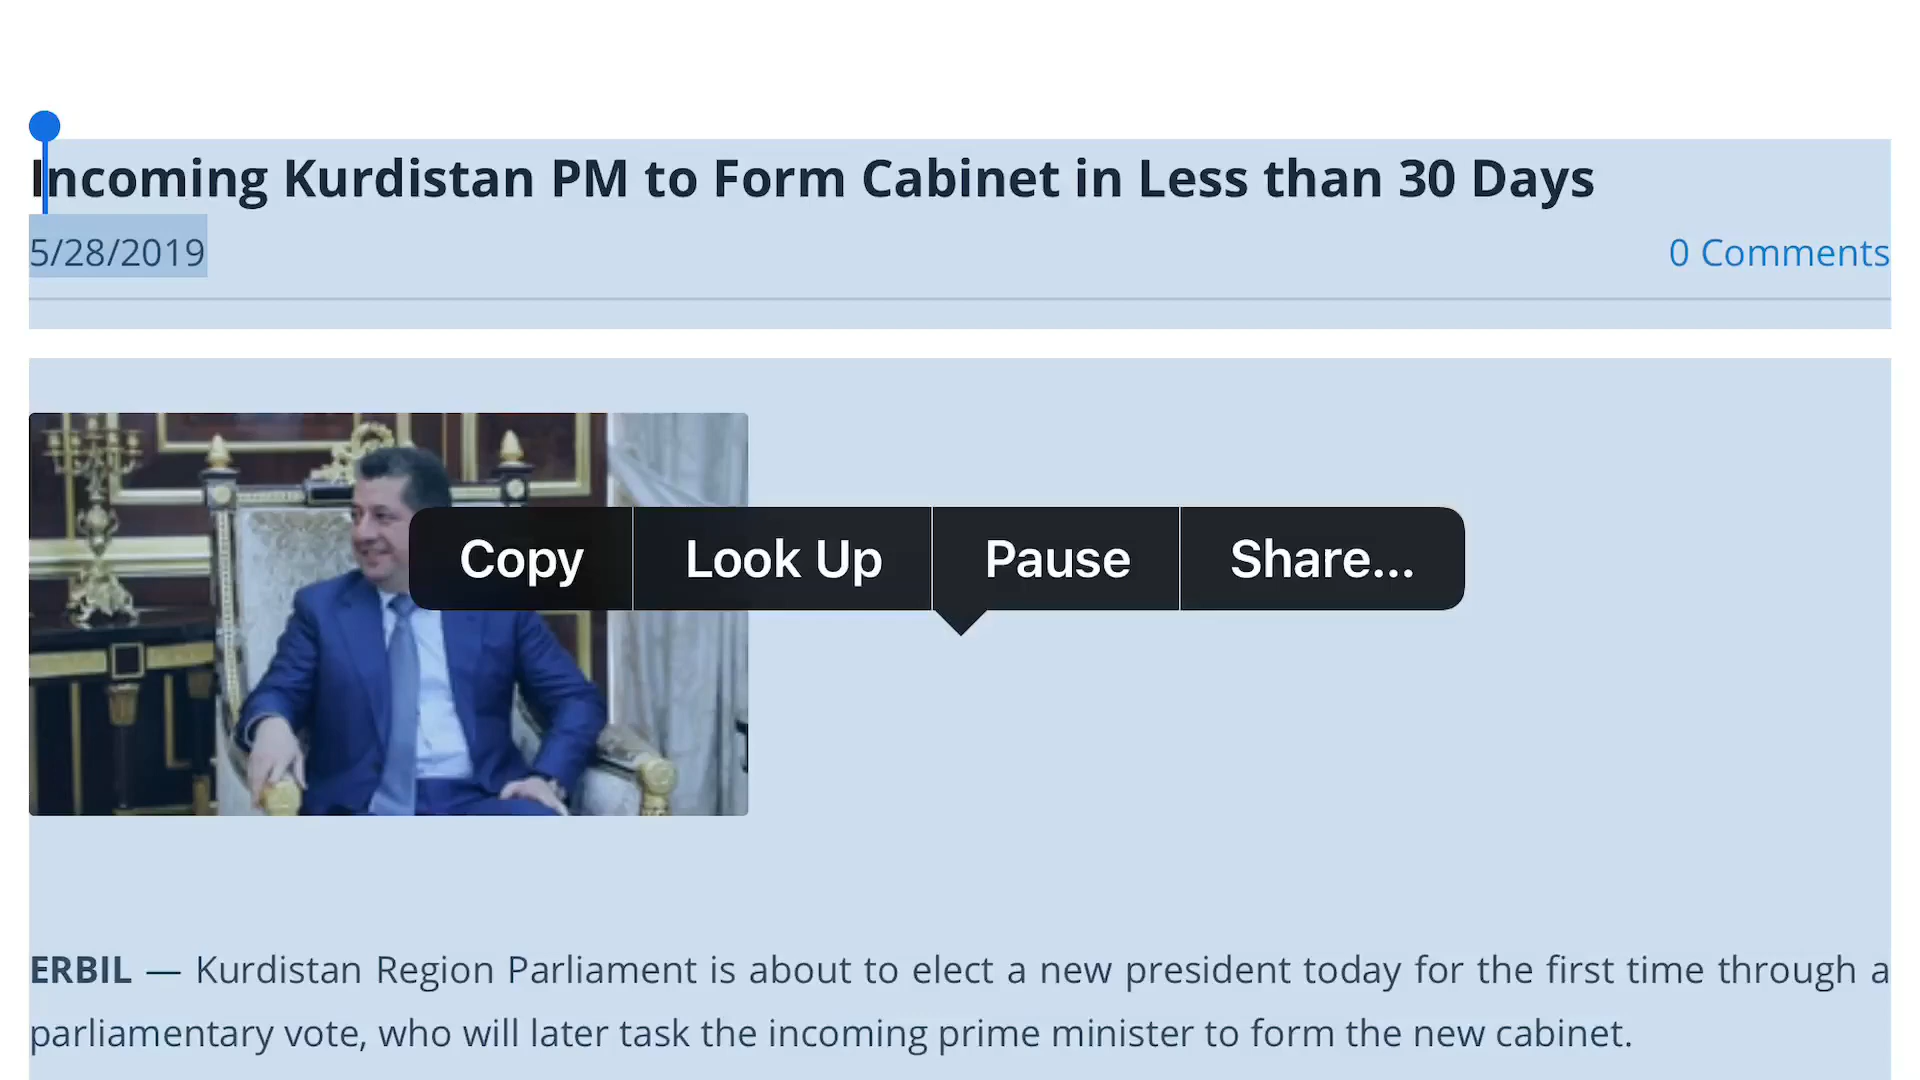 Incoming Kurdistan PM to Form Cabinet in Less than 30 Days
5/28/2019 0 Comments
Copy Look Up Pause Share...
ERBIL — Kurdistan Region Parliament is about to elect a new president today for the first time through a
parliamentary vote, who will later task the incoming prime minister to form the new cabinet.